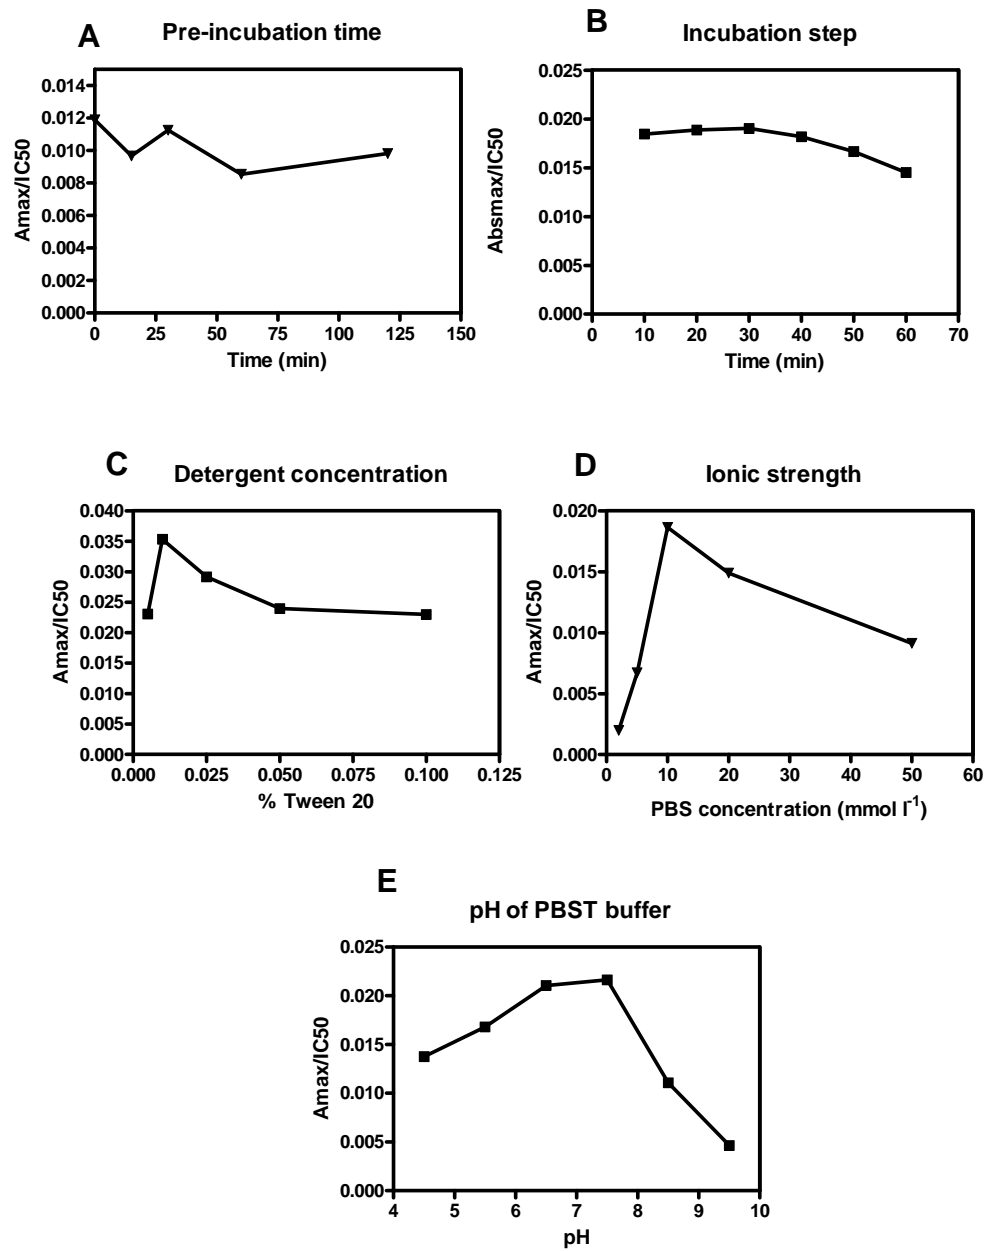 A
Pre-incubation time
Amax/IC50
0.014
0.012
0.010
0.008
0.006
0.004
0.002
0.000
0 25 50 75 100 125 150
Time (min)
B
Incubation step
Absmax/IC50
0.025
0.020
0.015
0.010
0.005
0.000
0 10 20 30 40 50 60 70
Time (min)
C
Detergent concentration
Amax/IC50
0.040
0.035
0.030
0.025
0.020
0.015
0.010
0.005
0.000
0.000 0.025 0.050 0.075 0.100 0.125
% Tween 20
D
Ionic strength
Amax/IC50
0.020
0.015
0.010
0.005
0.000
0 10 20 30 40 50 60
PBS concentration (mmol l⁻¹)
E
pH of PBST buffer
Amax/IC50
0.025
0.020
0.015
0.010
0.005
0.000
4 5 6 7 8 9 10
pH